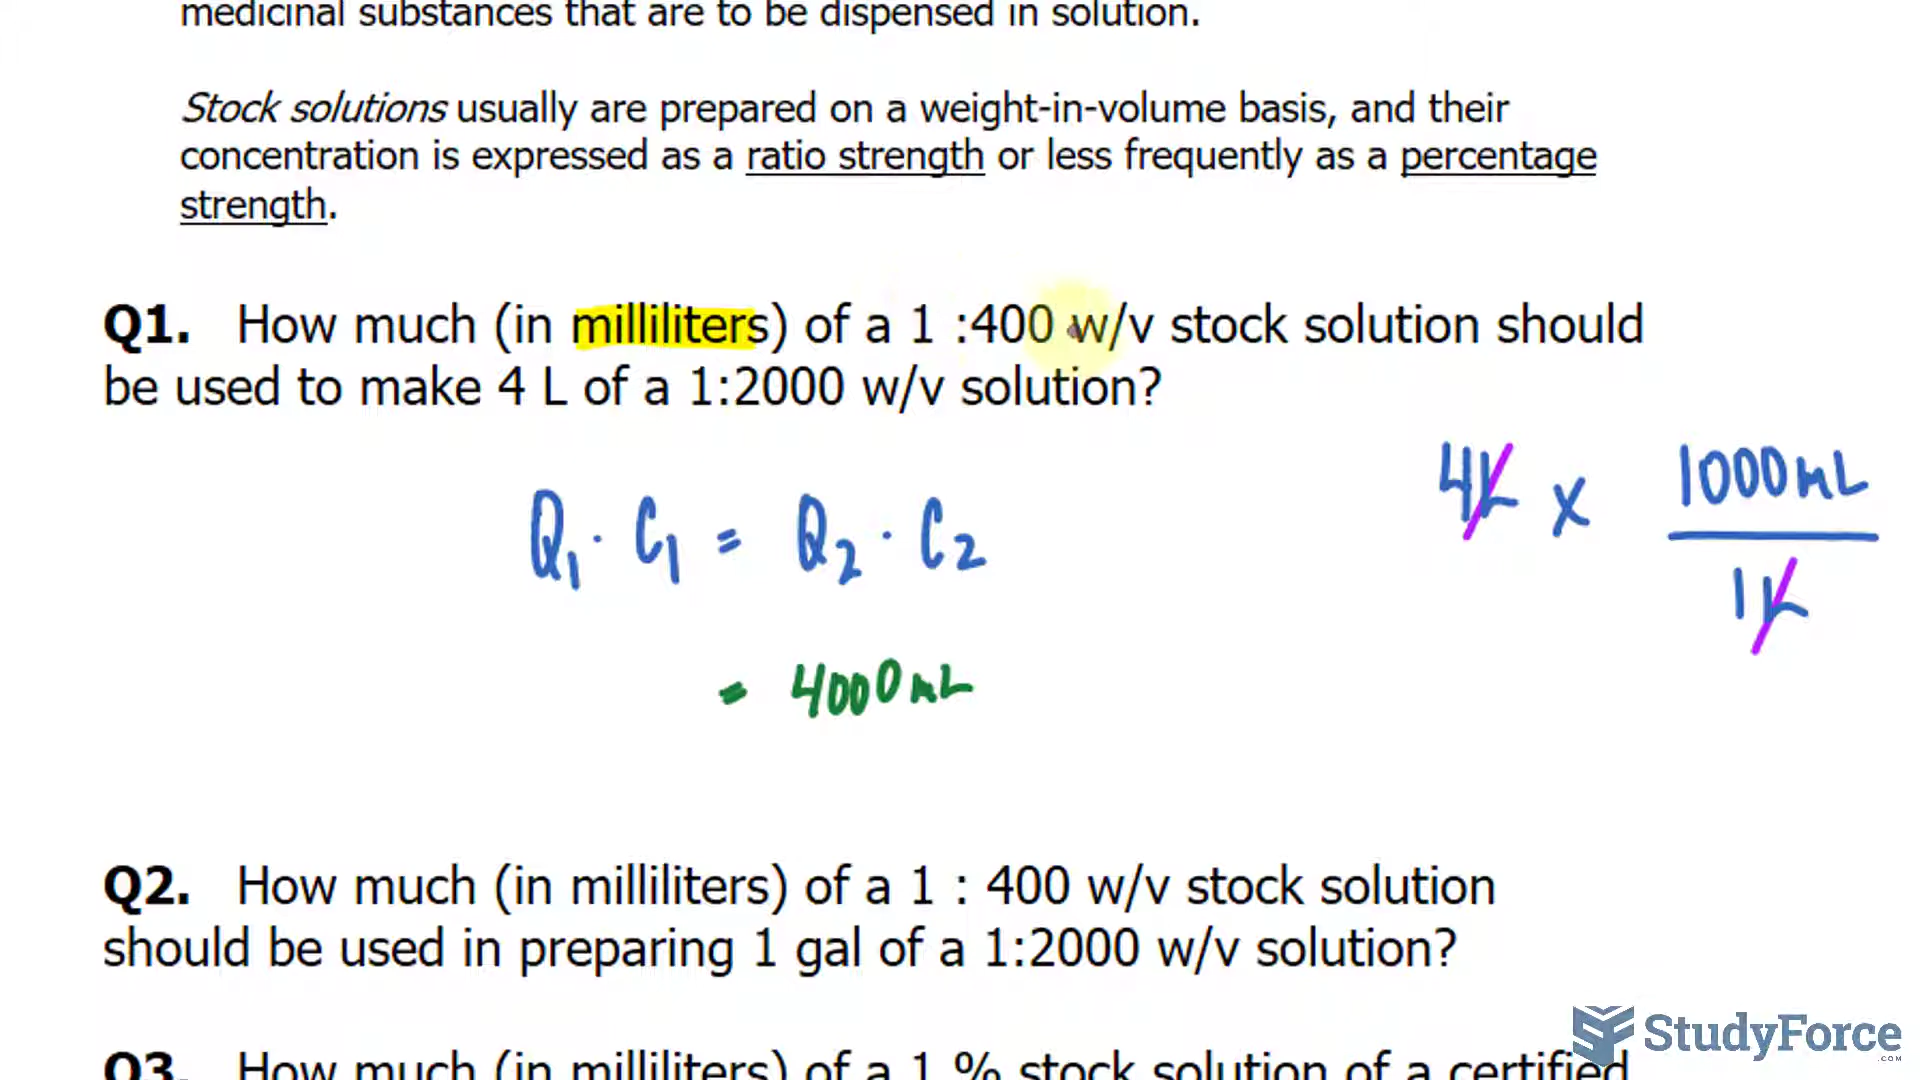 medicinal substances that are to be dispensed in solution.
Stock solutions usually are prepared on a weight-in-volume basis, and their
concentration is expressed as a ratio strength or less frequently as a percentage
strength.
Q1. How much (in milliliters) of a 1 :400 w/v stock solution should
be used to make 4 L of a 1:2000 w/v solution?
4L x 1000mL
1L
Q1 · C1 = Q2 · C2
= 4000mL
Q2. How much (in milliliters) of a 1 : 400 w/v stock solution
should be used in preparing 1 gal of a 1:2000 w/v solution?
Q3. How much (in milliliters) of a 1 % stock solution of a certified
StudyForce
.COM